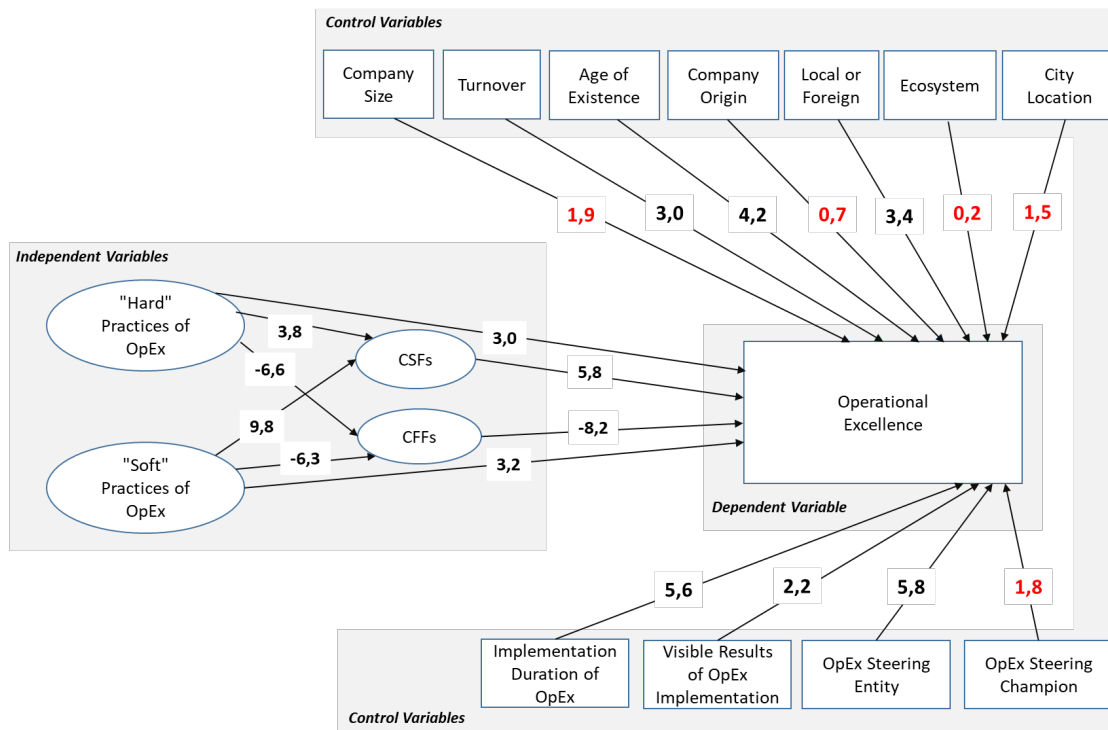 Control Variables
Company
Size
Turnover
Age of
Existence
Company
Origin
Local or
Foreign
Ecosystem
City
Location
1,9
3,0
4,2
0,7
3,4
0,2
1,5
Independent Variables
"Hard"
Practices of
OpEx
3,8
3,0
-6,6
CSFs
5,8
9,8
CFFs
-8,2
-6,3
3,2
"Soft"
Practices of
OpEx
Operational
Excellence
Dependent Variable
5,6
2,2
5,8
1,8
Implementation
Duration of
OpEx
Visible Results
of OpEx
Implementation
OpEx Steering
Entity
OpEx Steering
Champion
Control Variables